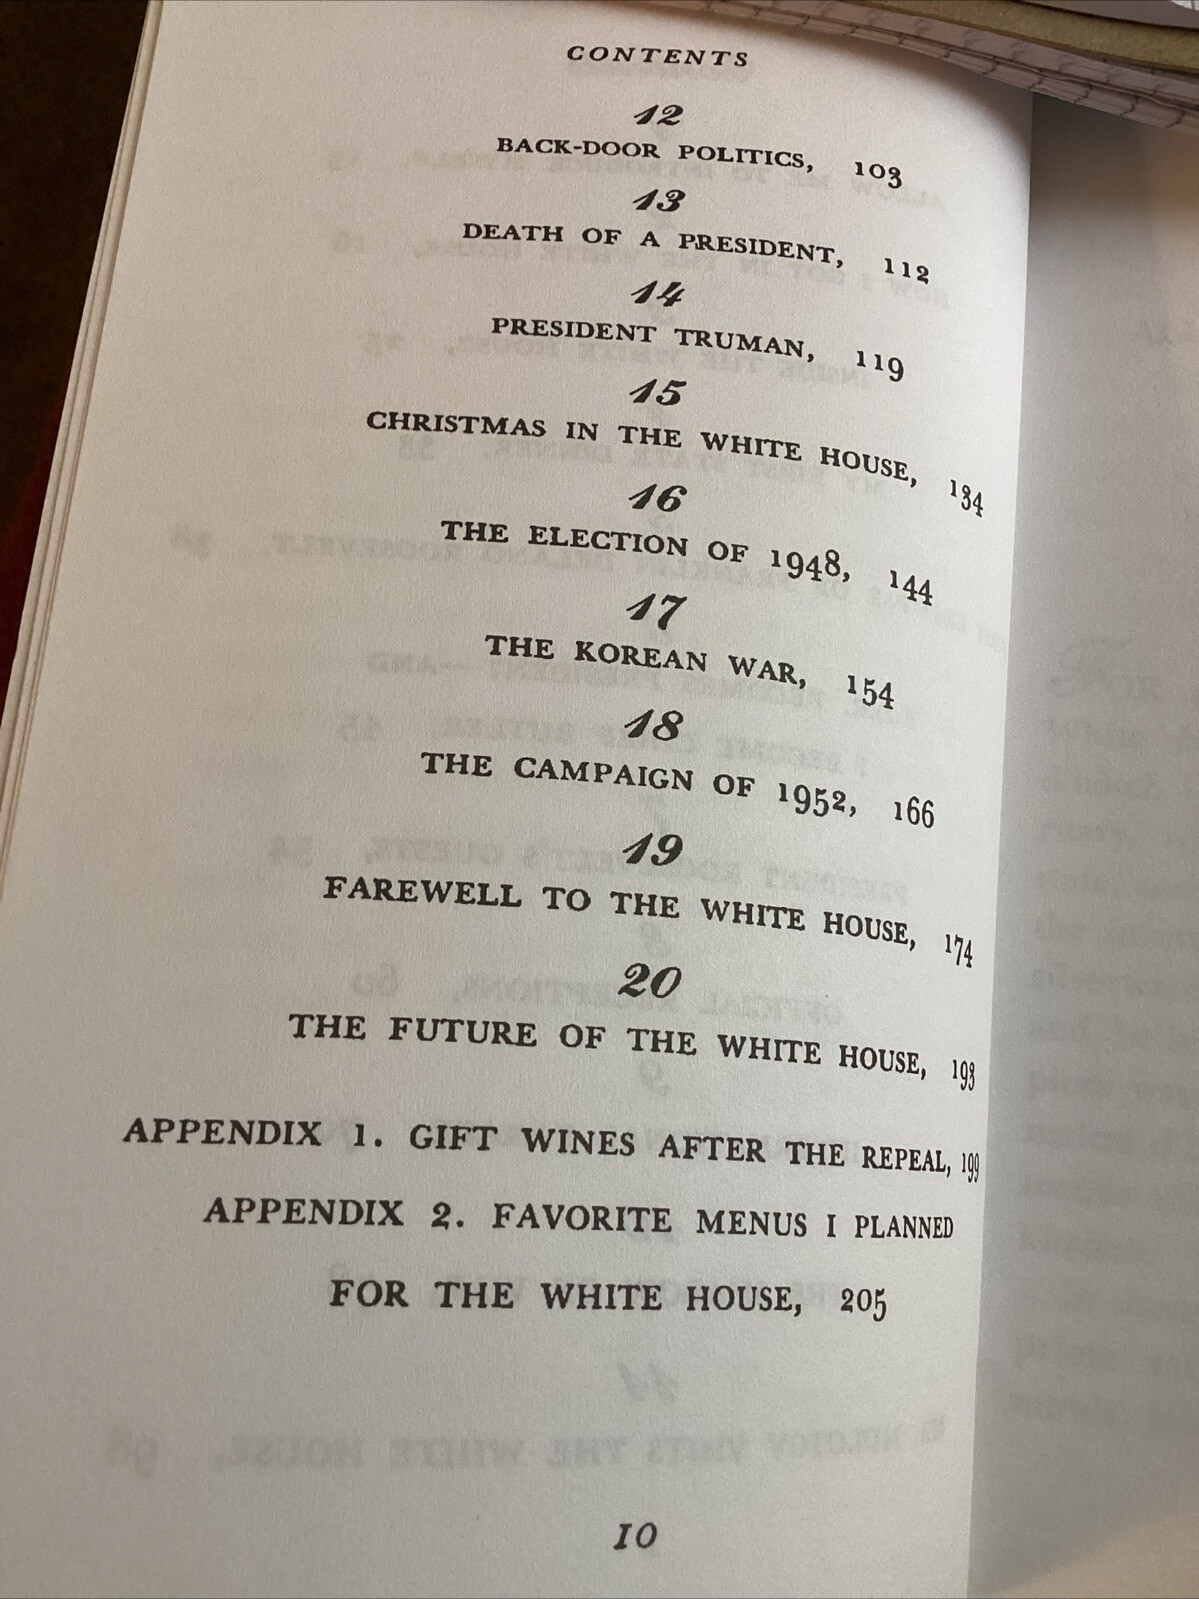 CONTENTS
12
BACK-DOOR POLITICS, 103
13
DEATH OF A PRESIDENT, 112
14
PRESIDENT TRUMAN, 119
15
CHRISTMAS IN THE WHITE HOUSE, 134
16
THE ELECTION OF 1948, 144
17
THE KOREAN WAR, 154
18
THE CAMPAIGN OF 1952, 166
19
FAREWELL TO THE WHITE HOUSE, 174
20
THE FUTURE OF THE WHITE HOUSE, 193
APPENDIX 1. GIFT WINES AFTER THE REPEAL, 199
APPENDIX 2. FAVORITE MENUS I PLANNED
FOR THE WHITE HOUSE, 205
10